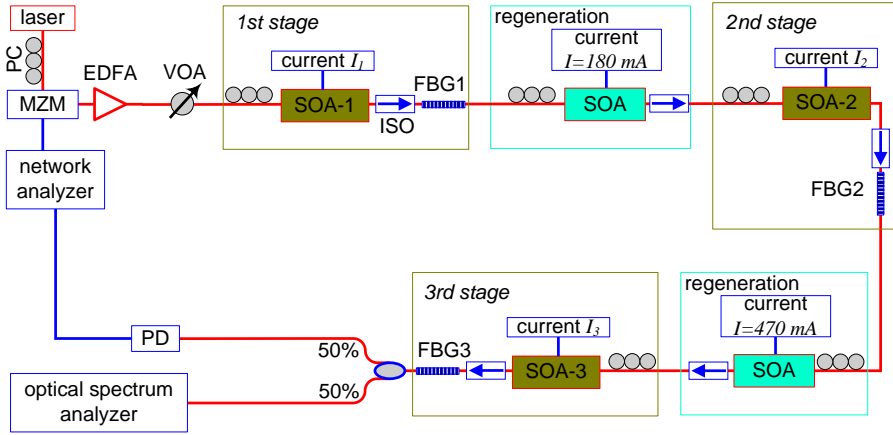 laser
PC
MZM
EDFA
VOA
network
analyzer
1st stage
current I1
SOA-1
ISO
FBG1
regeneration
current
I=180 mA
SOA
2nd stage
current I2
SOA-2
FBG2
regeneration
current
I=470 mA
SOA
3rd stage
current I3
SOA-3
FBG3
PD
50%
50%
optical spectrum
analyzer